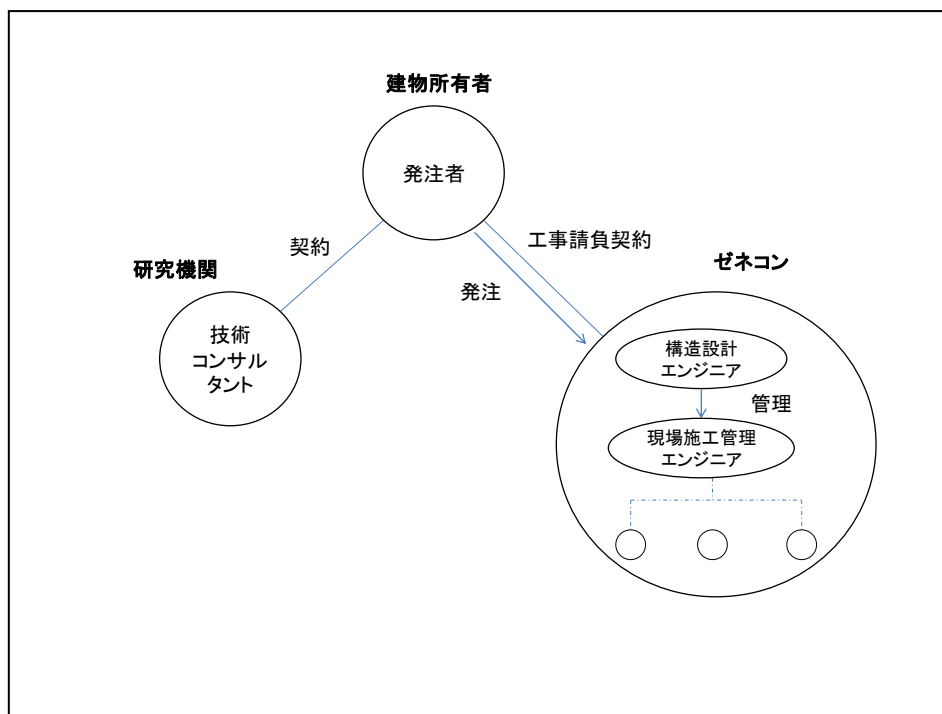 建物所有者
発注者
契約
工事請負契約
発注
研究機関
技術
コンサル
タント
ゼネコン
構造設計
エンジニア
管理
現場施工管理
エンジニア